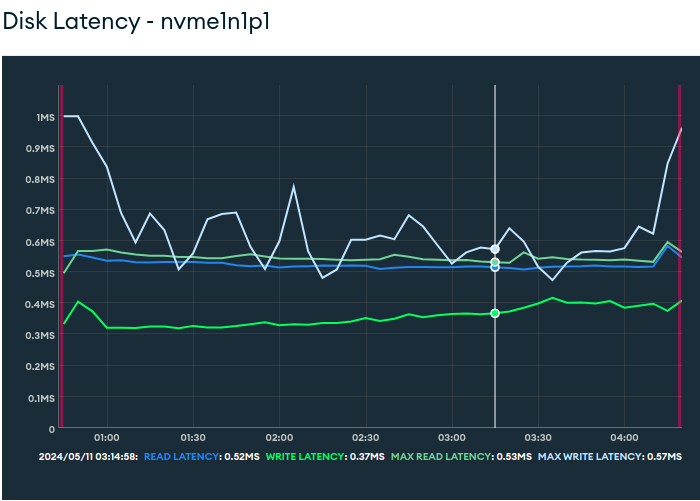 Disk Latency - nvme1n1p1
1MS
0.9MS
0.8MS
0.7MS
0.6MS
0.5MS
0.4MS
0.3MS
0.2MS
0.1MS
0
01:00 01:30 02:00 02:30 03:00 03:30 04:00
2024/05/11 03:14:58: READ LATENCY: 0.52MS WRITE LATENCY: 0.37MS MAX READ LATENCY: 0.53MS MAX WRITE LATENCY: 0.57MS